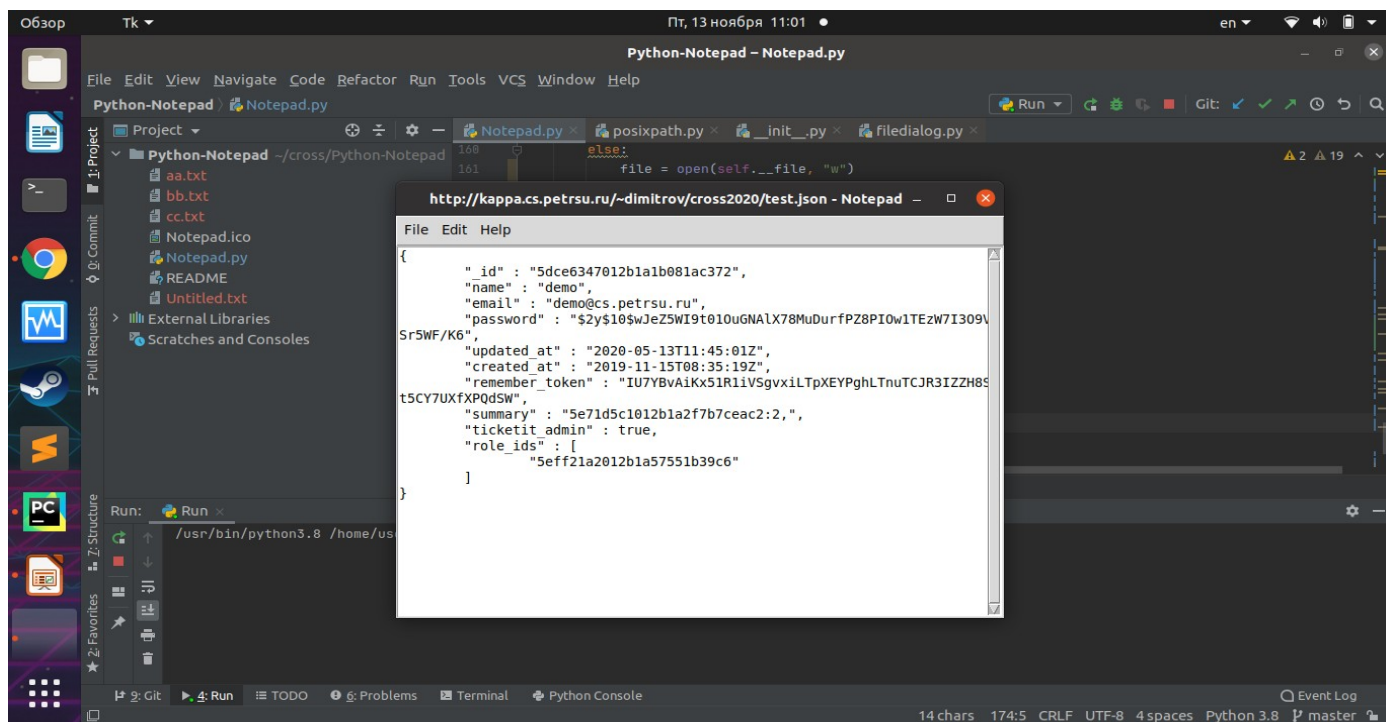 Обзор Tk Пт, 13 ноября 11:01 en
Python-Notepad – Notepad.py
File Edit View Navigate Code Refactor Run Tools VCS Window Help
Python-Notepad Notepad.py Run Git:
Project Notepad.py posixpath.py __init__.py filedialog.py
1: Project
0: Commit
Pull Requests
Z: Structure
2: Favorites
Python-Notepad ~/cross/Python-Notepad
aa.txt
bb.txt
cc.txt
Notepad.ico
Notepad.py
README
Untitled.txt
External Libraries
Scratches and Consoles
160 else:
161 file = open(self.__file, "w")
2 19
http://kappa.cs.petrsu.ru/~dimitrov/cross2020/test.json - Notepad
File Edit Help
{
"_id" : "5dce6347012b1a1b081ac372",
"name" : "demo",
"email" : "demo@cs.petrsu.ru",
"password" : "$2y$10$wJeZ5WI9t01OuGNAlX78MuDurfPZ8PIOw1TEzW7I3O9V
Sr5WF/K6",
"updated_at" : "2020-05-13T11:45:01Z",
"created_at" : "2019-11-15T08:35:19Z",
"remember_token" : "IU7YBvAiKx51R1iVSgvxiLTpXEYPghLTnuTCJR3IZZH8S
t5CY7UXfXPQdSW",
"summary" : "5e71d5c1012b1a2f7b7ceac2:2,",
"ticketit_admin" : true,
"role_ids" : [
"5eff21a2012b1a57551b39c6"
]
}
PC
Run: Run
/usr/bin/python3.8 /home/us
9: Git 4: Run TODO 6: Problems Terminal Python Console Event Log
14 chars 174:5 CRLF UTF-8 4 spaces Python 3.8 master